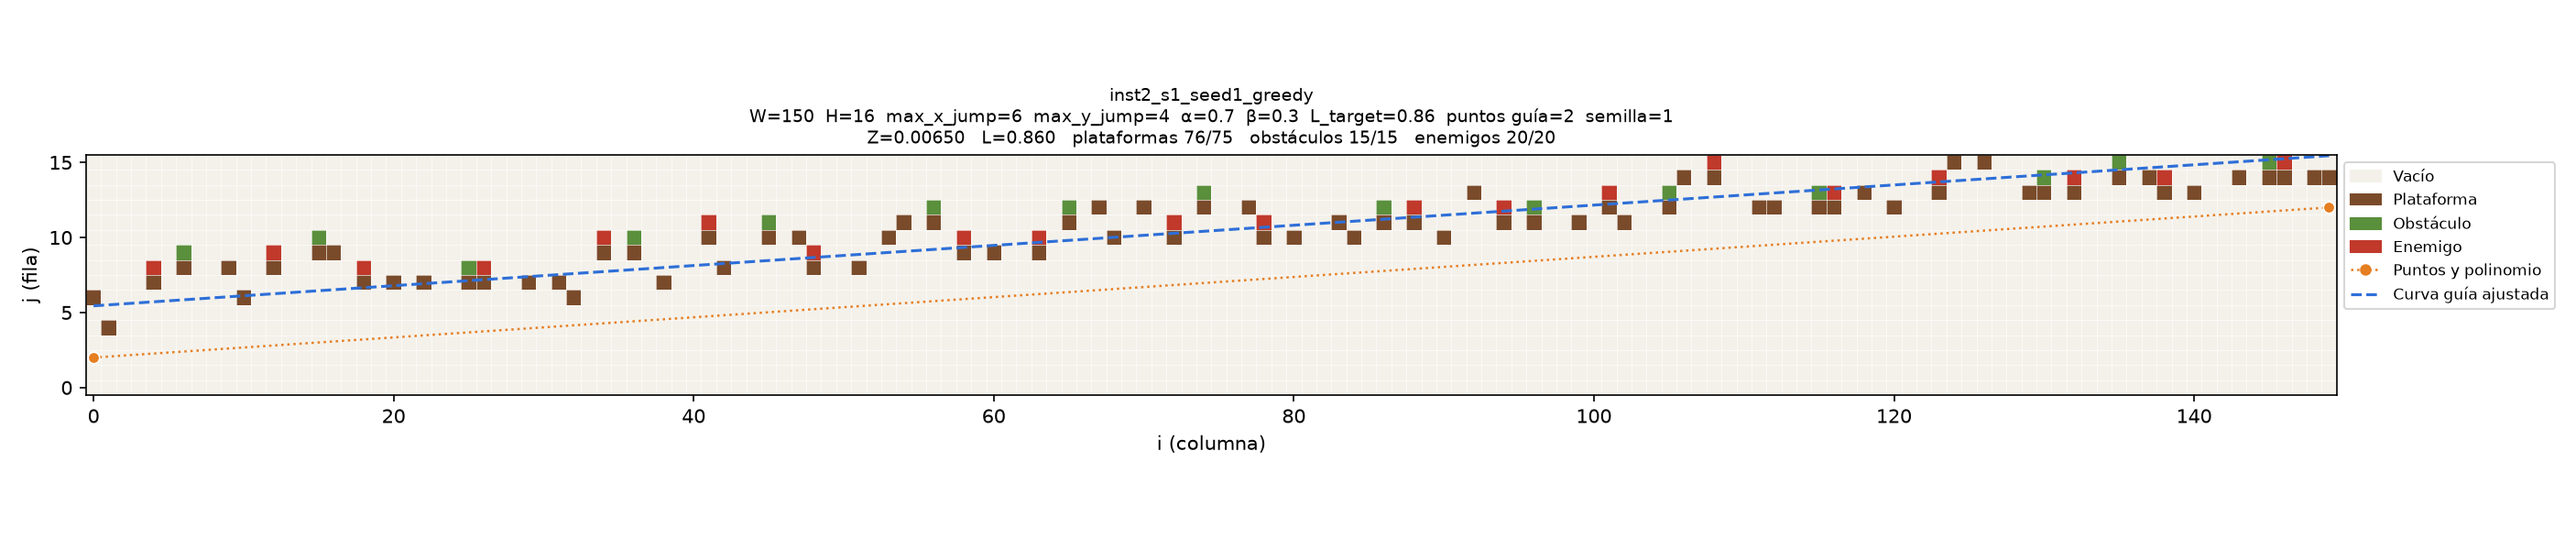 inst2_s1_seed1_greedy
W=150 H=16 max_x_jump=6 max_y_jump=4 α=0.7 β=0.3 L_target=0.86 puntos guía=2 semilla=1
Z=0.00650 L=0.860 plataformas 76/75 obstáculos 15/15 enemigos 20/20
15
10
5
0
j (fila)
0 20 40 60 80 100 120 140
i (columna)
Vacío
Plataforma
Obstáculo
Enemigo
Puntos y polinomio
Curva guía ajustada